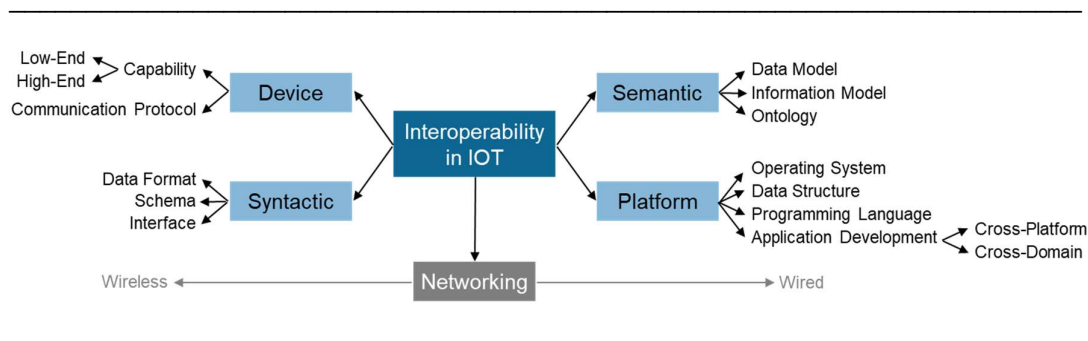 Low-End
High-End
Capability
Communication Protocol
Device
Data Format
Schema
Interface
Syntactic
Interoperability
in IOT
Semantic
Data Model
Information Model
Ontology
Platform
Operating System
Data Structure
Programming Language
Application Development
Cross-Platform
Cross-Domain
Wireless
Networking
Wired